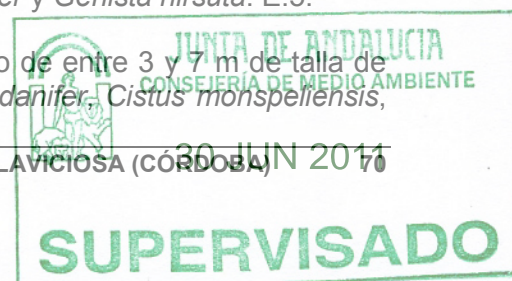 er y Genista hirsuta. E.3.
JUNTA DE ANDALUCIA
o de entre 3 y 7 m de talla de
CONSEJERÍA DE MEDIO AMBIENTE
danifer, Cistus monspeliensis,
LAVICIOSA (CÓRDOBA) 70
30 JUN 2011
SUPERVISADO